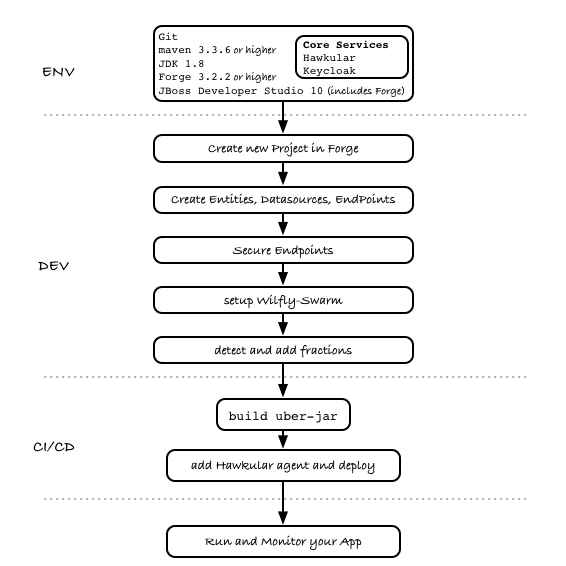 Git
maven 3.3.6 or higher
JDK 1.8
Forge 3.2.2 or higher
JBoss Developer Studio 10 (includes Forge)
Core Services
Hawkular
Keycloak
ENV
Create new Project in Forge
Create Entities, Datasources, EndPoints
Secure Endpoints
DEV
setup Wilfly-Swarm
detect and add fractions
build uber-jar
CI/CD
add Hawkular agent and deploy
Run and Monitor your App